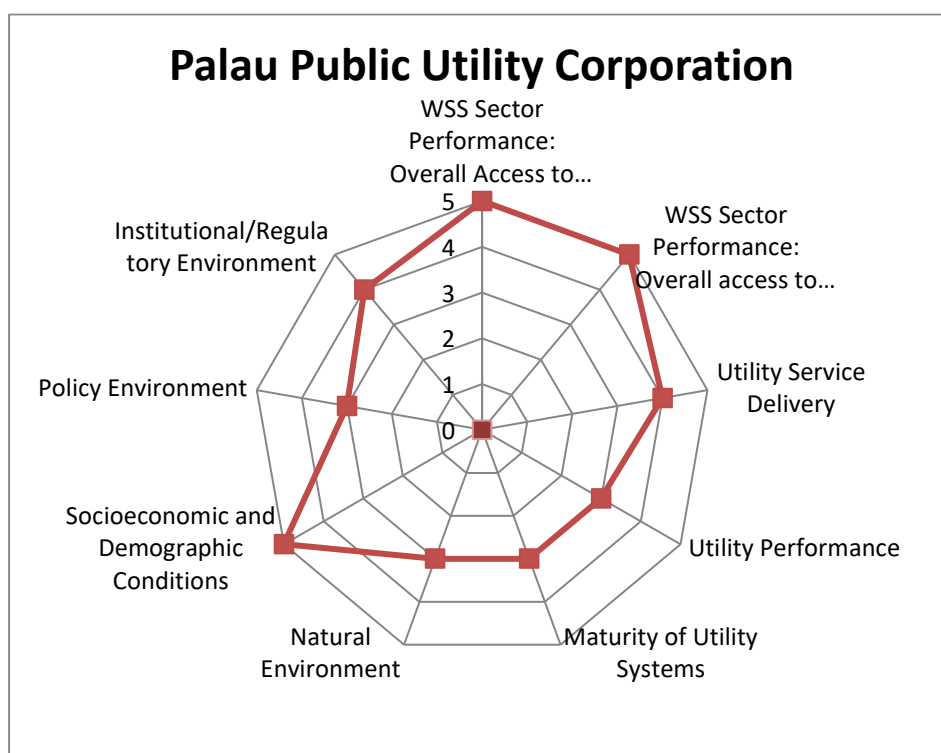 Palau Public Utility Corporation
WSS Sector
Performance:
Overall Access to…
WSS Sector
Performance:
Overall access to…
Utility Service
Delivery
Utility Performance
Maturity of Utility
Systems
Natural
Environment
Socioeconomic and
Demographic
Conditions
Policy Environment
Institutional/Regula
tory Environment
5
4
3
2
1
0